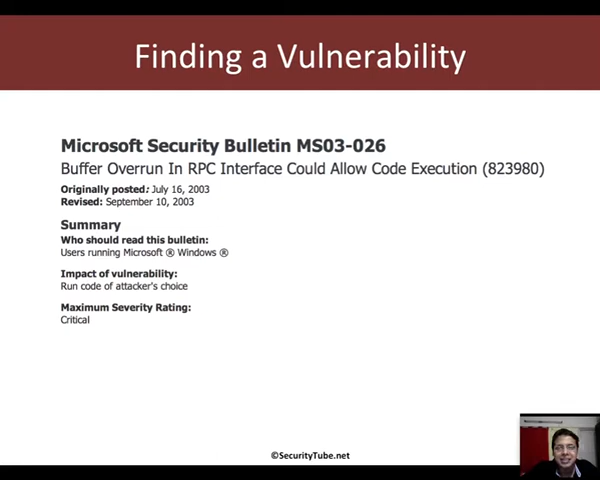 Finding a Vulnerability
Microsoft Security Bulletin MS03-026
Buffer Overrun In RPC Interface Could Allow Code Execution (823980)
Originally posted: July 16, 2003
Revised: September 10, 2003
Summary
Who should read this bulletin:
Users running Microsoft ® Windows ®
Impact of vulnerability:
Run code of attacker's choice
Maximum Severity Rating:
Critical
©SecurityTube.net